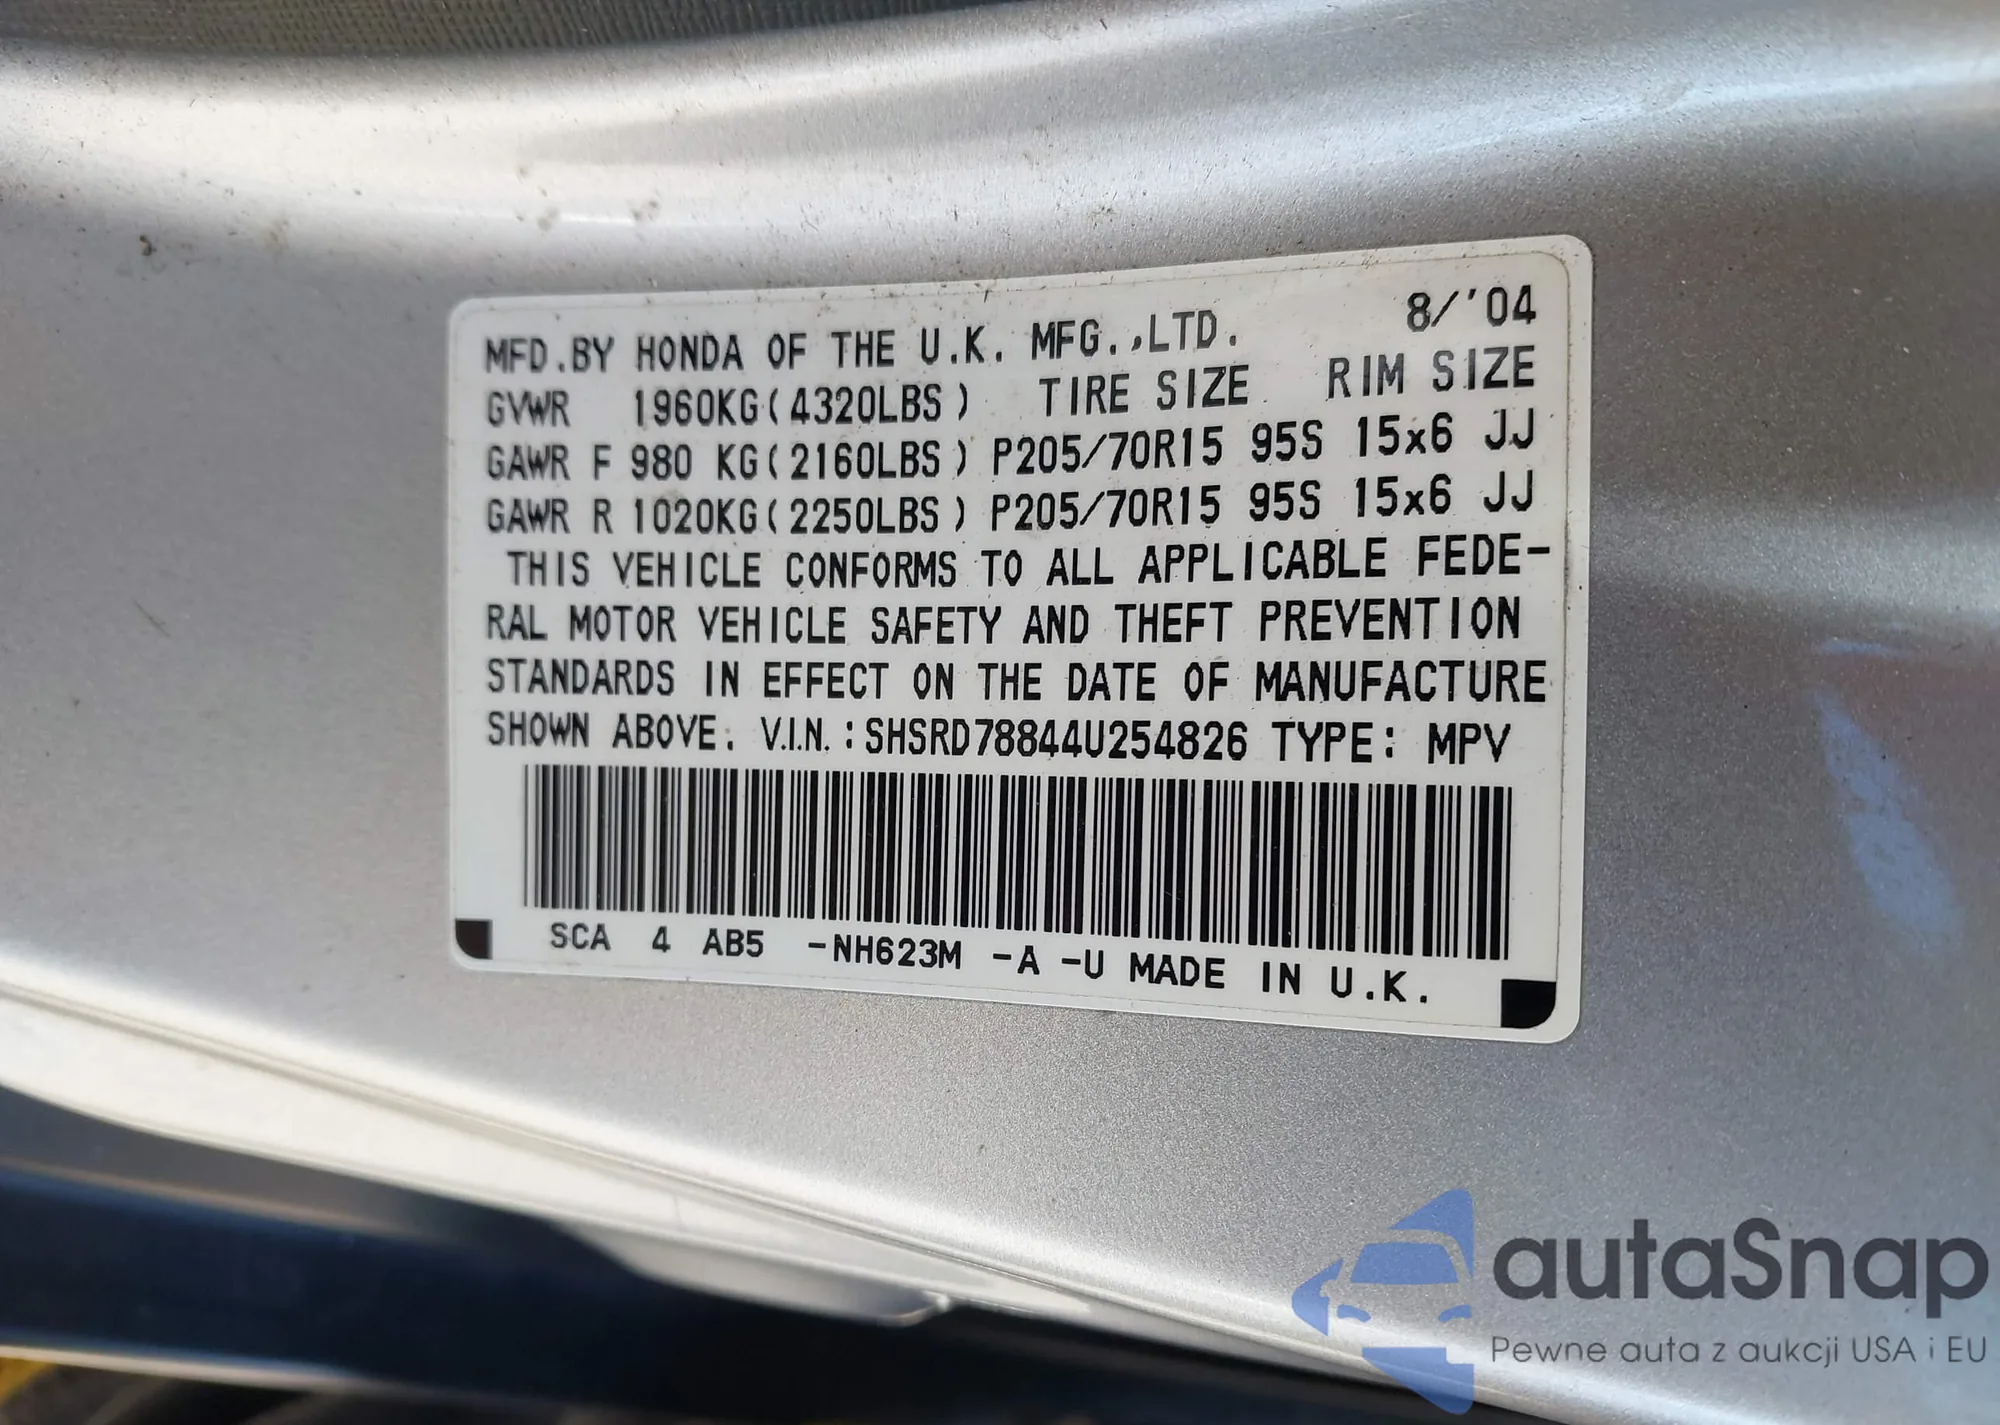 8/'04
MFD.BY HONDA OF THE U.K. MFG.,LTD.
GVWR 1960KG(4320LBS) TIRE SIZE RIM SIZE
GAWR F 980 KG(2160LBS) P205/70R15 95S 15x6 JJ
GAWR R 1020KG(2250LBS) P205/70R15 95S 15x6 JJ
THIS VEHICLE CONFORMS TO ALL APPLICABLE FEDE-
RAL MOTOR VEHICLE SAFETY AND THEFT PREVENTION
STANDARDS IN EFFECT ON THE DATE OF MANUFACTURE
SHOWN ABOVE. V.I.N.:SHSRD78844U254826 TYPE: MPV
SCA 4 AB5 -NH623M -A -U MADE IN U.K.
autaSnap
Pewne auta z aukcji USA i EU